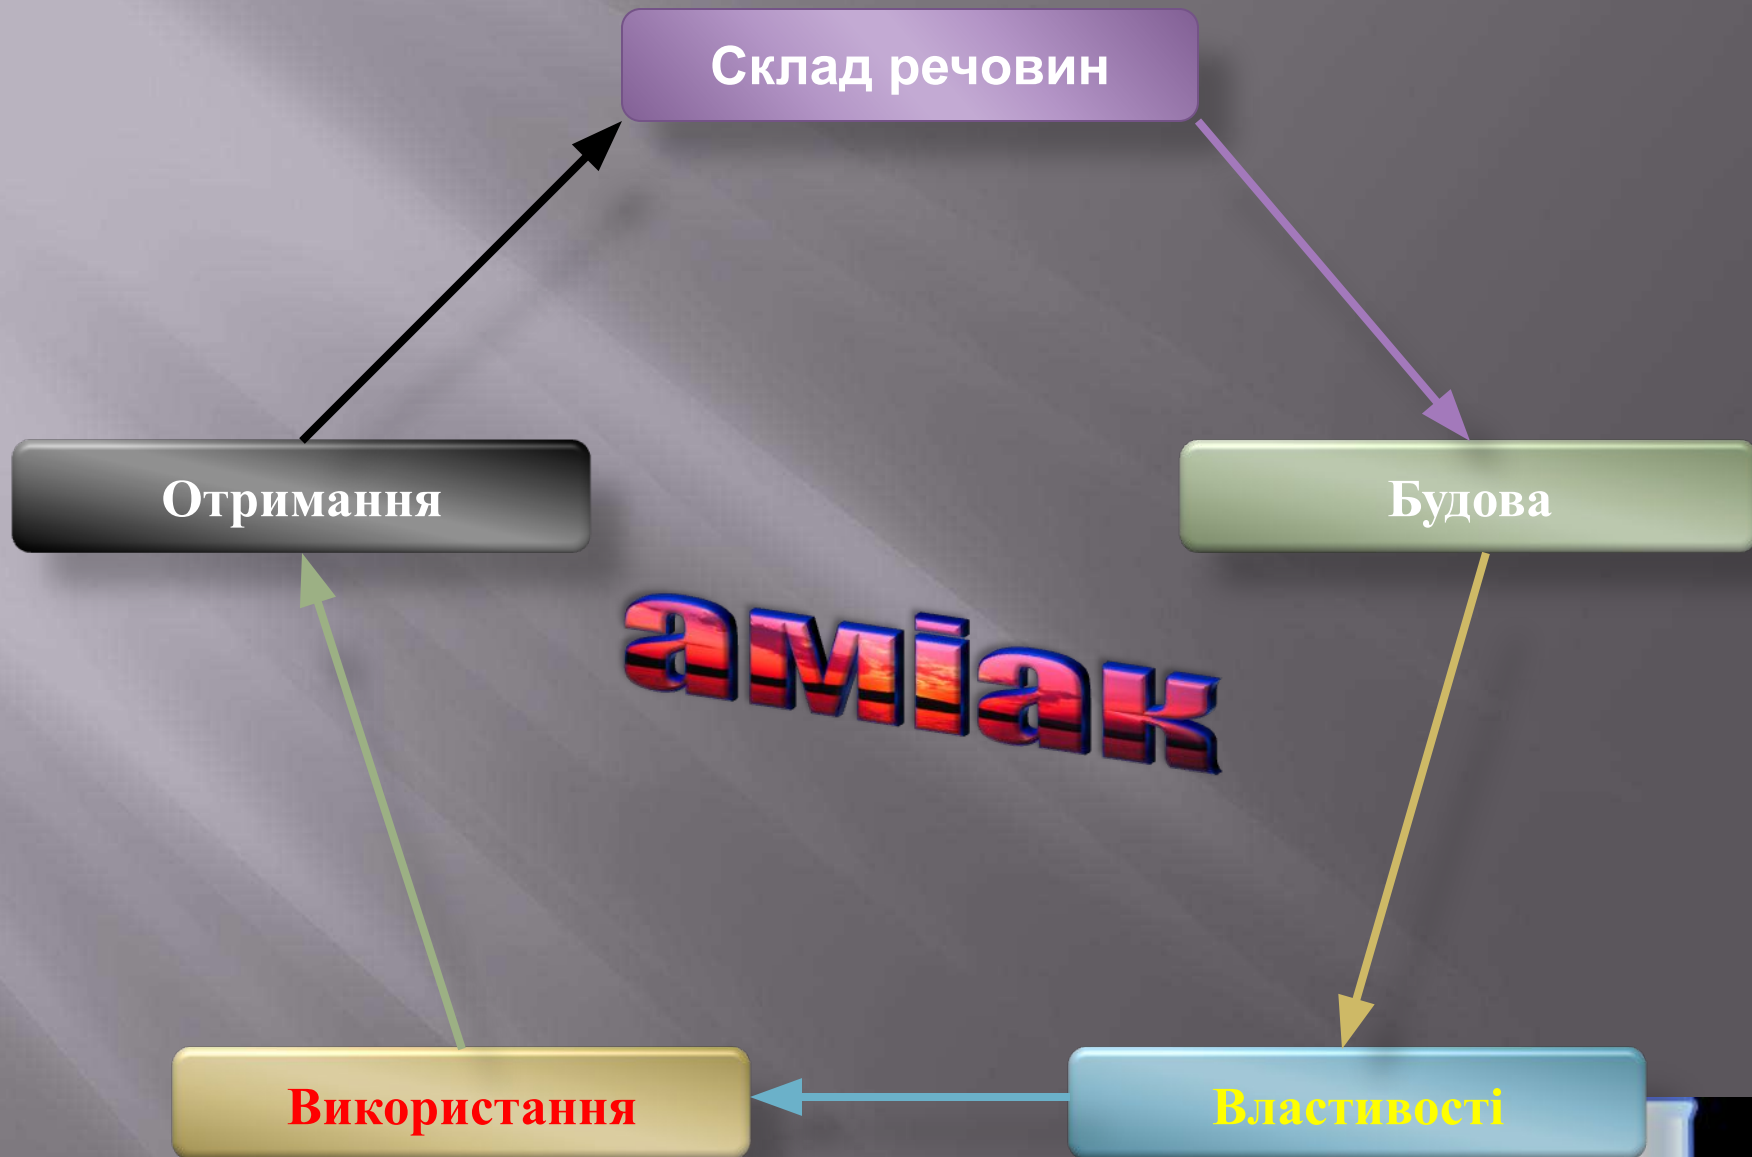 Склад речовин
Отримання
Будова
аміак
Використання
Властивості